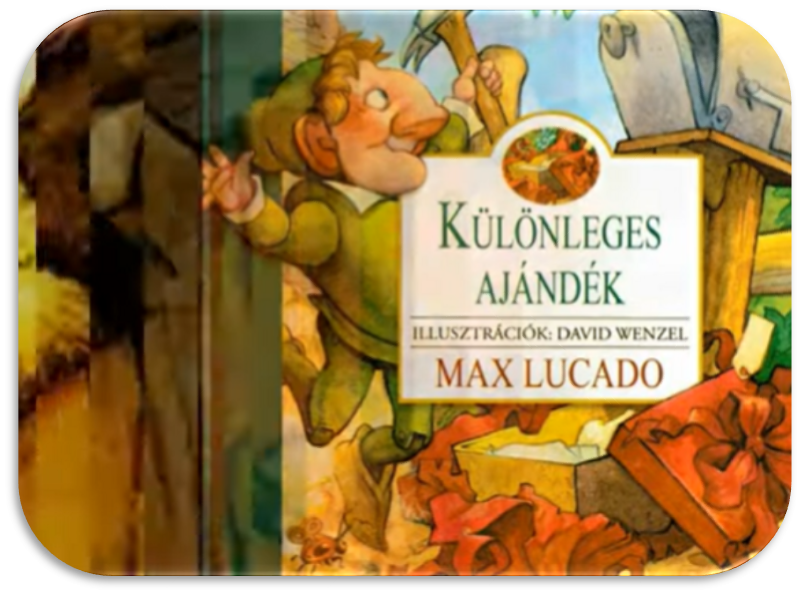 KÜLÖNLEGES
AJÁNDÉK
ILLUSZTRÁCIÓK: DAVID WENZEL
MAX LUCADO